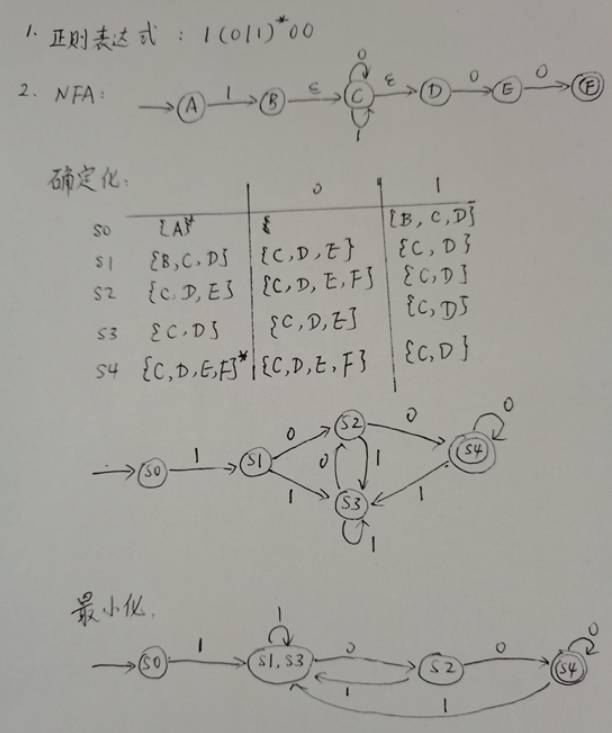 1. 正则表达式 : 1(0|1)*00
2. NFA: A 1 B ε C 0 1 ε D 0 E 0 F
确定化:
0 1
S0 {A}* { {B, C, D}
S1 {B, C, D} {C, D, E} {C, D}
S2 {C. D, E} {C, D, E, F} {C, D}
S3 {C, D} {C, D, E} {C, D}
S4 {C, D, E, F}* {C, D, E, F} {C, D}
S0 1 S1 0 S2 0 S4 0
1 0 1 S3 1 1
最小化.
S0 1 S1, S3 1 0 S2 0 S4 0
1 1